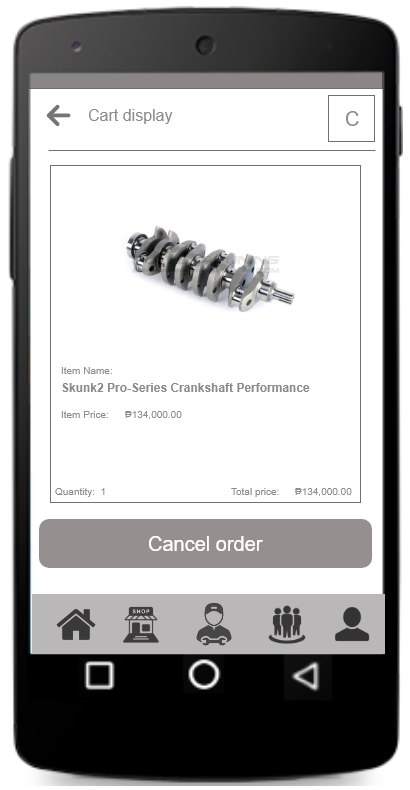 Cart display
C
Item Name:
Skunk2 Pro-Series Crankshaft Performance
Item Price: ₱134,000.00
Quantity: 1 Total price: ₱134,000.00
Cancel order
SHOP